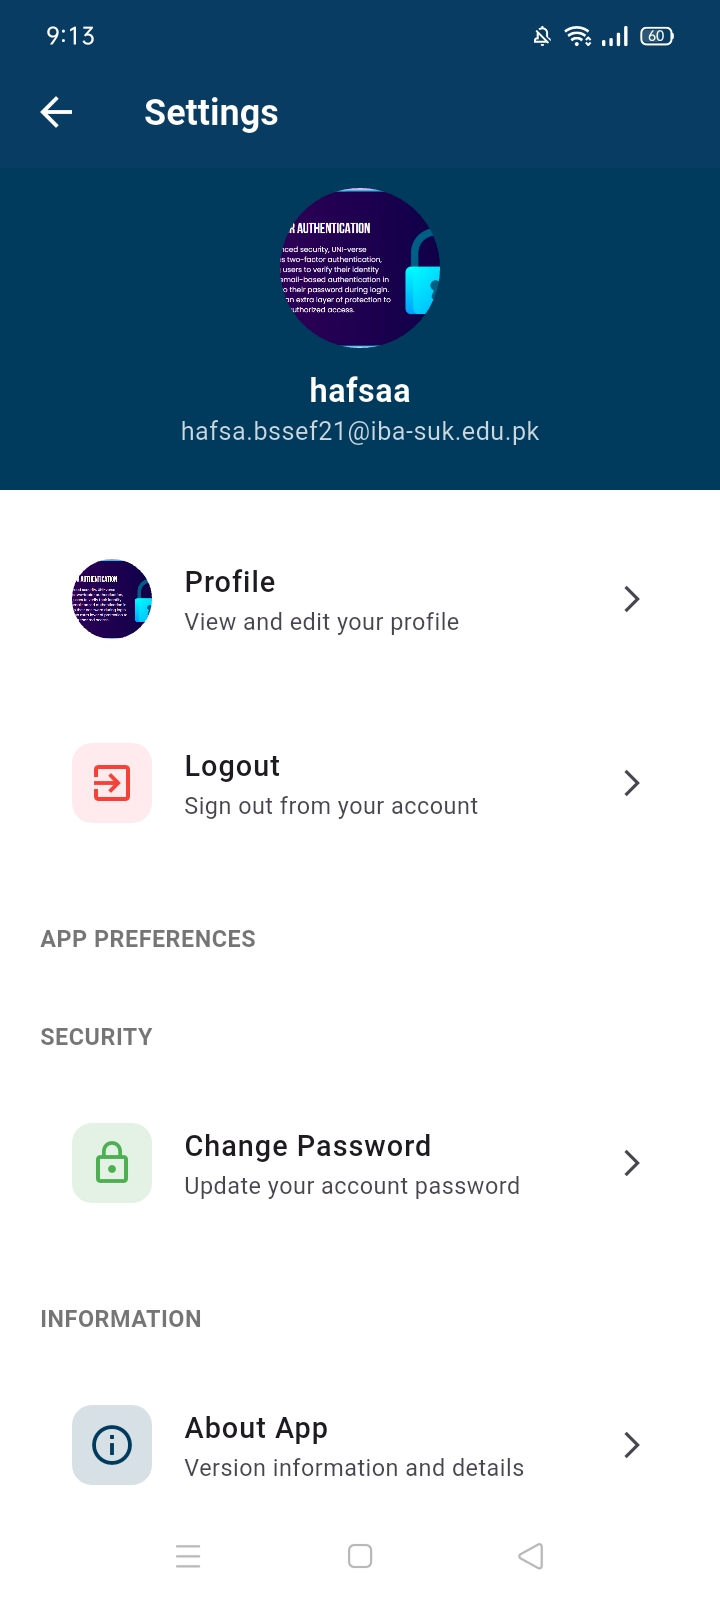 9:13
60
Settings
R AUTHENTICATION
nced security, UNI-verse
s two-factor authentication,
users to verify their identity
email-based authentication in
o their password during login.
an extra layer of protection to
uthorized access.
hafsaa
hafsa.bssef21@iba-suk.edu.pk
Profile
View and edit your profile
Logout
Sign out from your account
APP PREFERENCES
SECURITY
Change Password
Update your account password
INFORMATION
About App
Version information and details